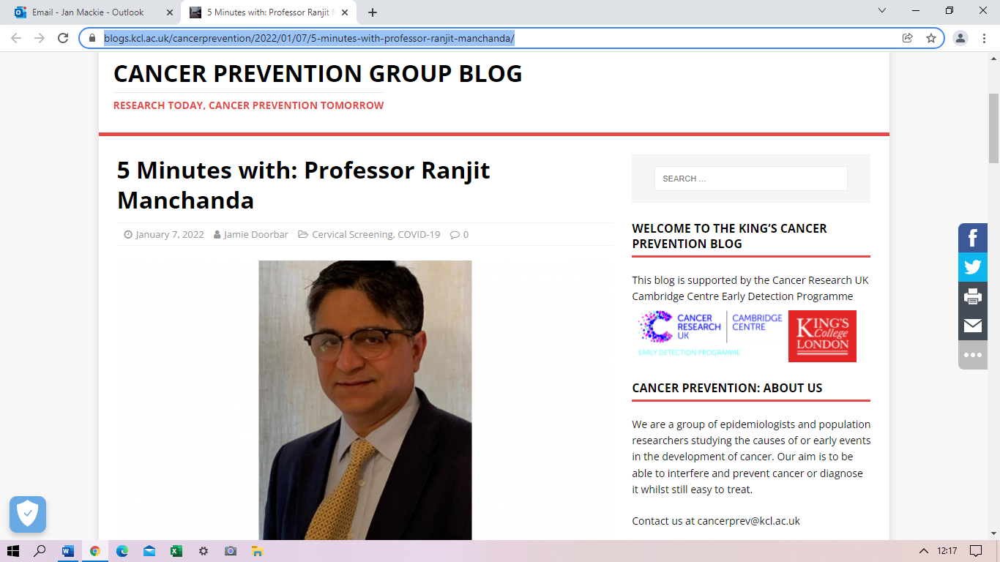 Email - Jan Mackie - Outlook
5 Minutes with: Professor Ranjit M
blogs.kcl.ac.uk/cancerprevention/2022/01/07/5-minutes-with-professor-ranjit-manchanda/
CANCER PREVENTION GROUP BLOG
RESEARCH TODAY, CANCER PREVENTION TOMORROW
5 Minutes with: Professor Ranjit
Manchanda
January 7, 2022 Jamie Doorbar Cervical Screening, COVID-19 0
SEARCH …
WELCOME TO THE KING'S CANCER
PREVENTION BLOG
This blog is supported by the Cancer Research UK
Cambridge Centre Early Detection Programme
CANCER
RESEARCH
UK
CAMBRIDGE
CENTRE
EARLY DETECTION PROGRAMME
KING'S
College
LONDON
CANCER PREVENTION: ABOUT US
We are a group of epidemiologists and population
researchers studying the causes of or early events
in the development of cancer. Our aim is to be
able to interfere and prevent cancer or diagnose
it whilst still easy to treat.
Contact us at cancerprev@kcl.ac.uk
12:17